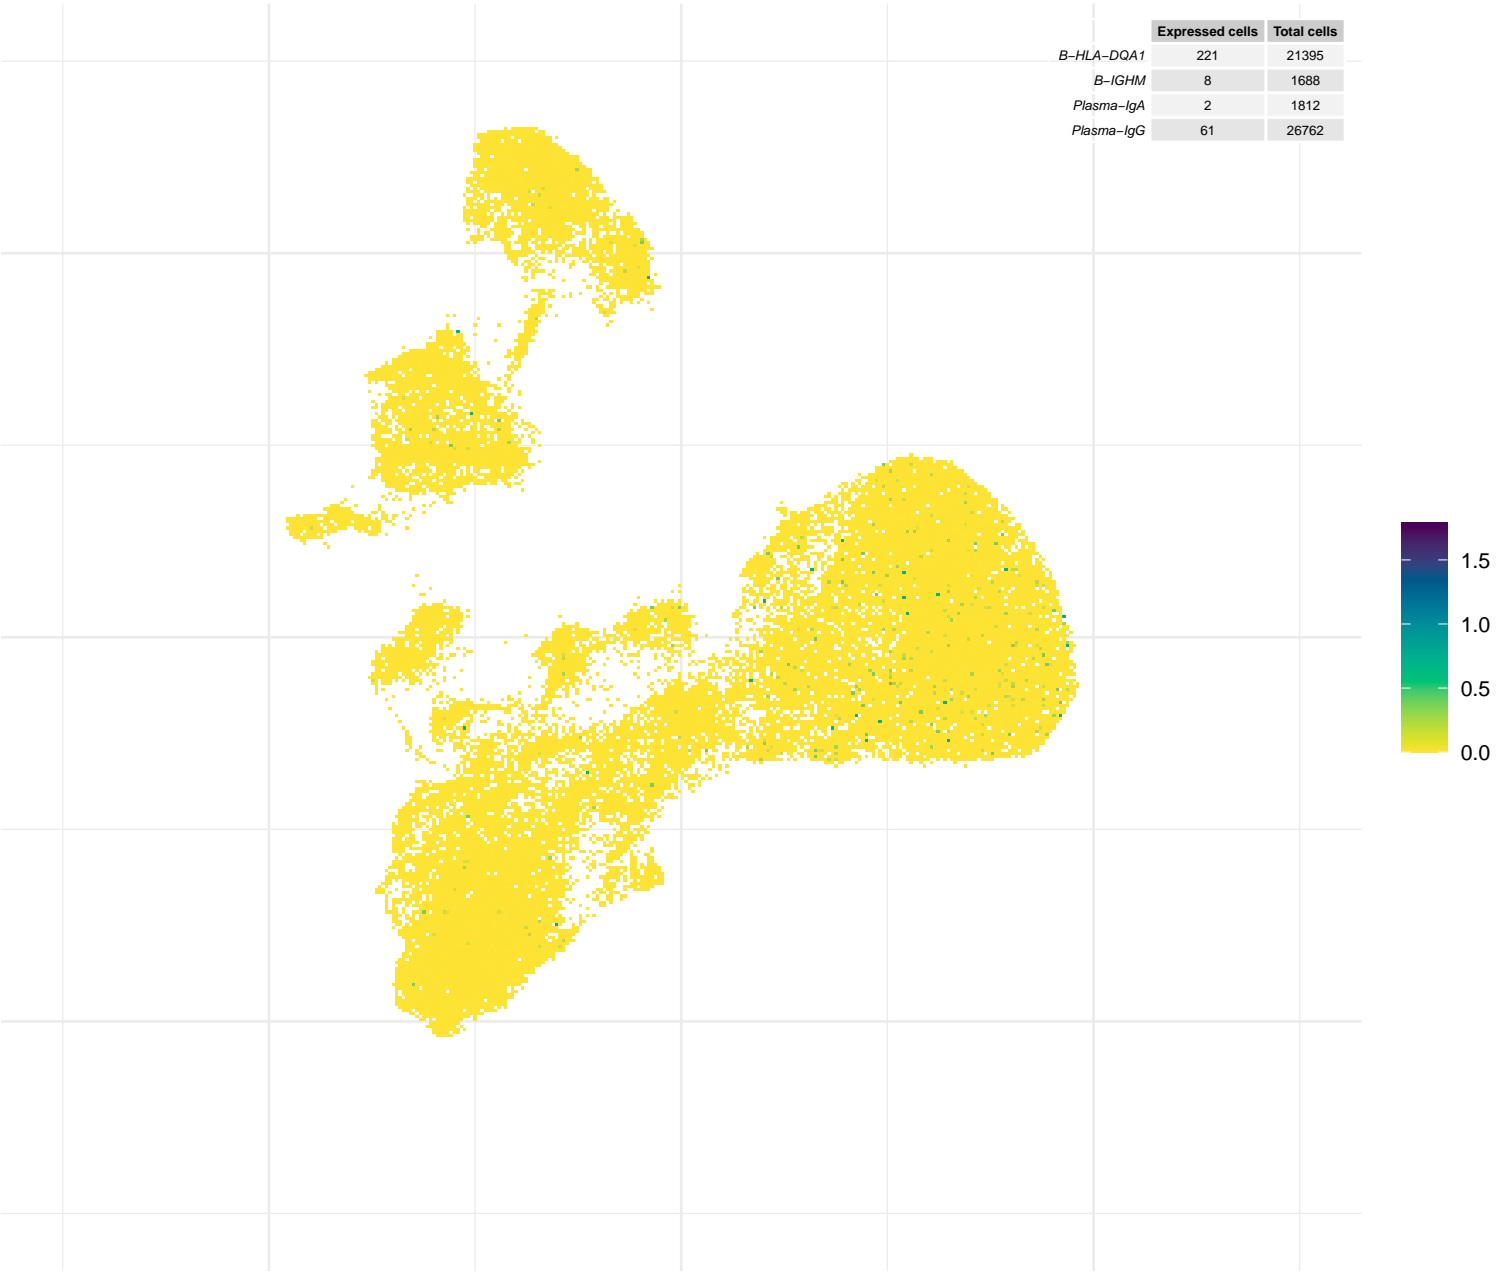 Expressed cells Total cells
B−HLA−DQA1 221 21395
B−IGHM 8 1688
Plasma−IgA 2 1812
Plasma−IgG 61 26762
1.5
1.0
0.5
0.0